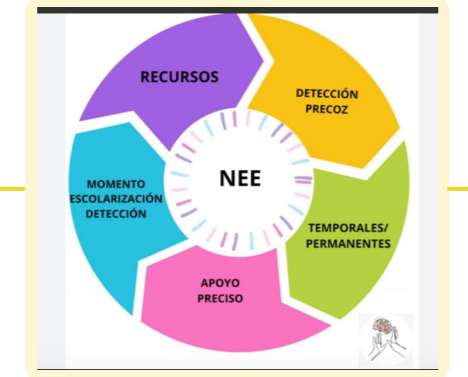 RECURSOS
DETECCIÓN
PRECOZ
NEE
MOMENTO
ESCOLARIZACIÓN
DETECCIÓN
TEMPORALES/
PERMANENTES
APOYO
PRECISO